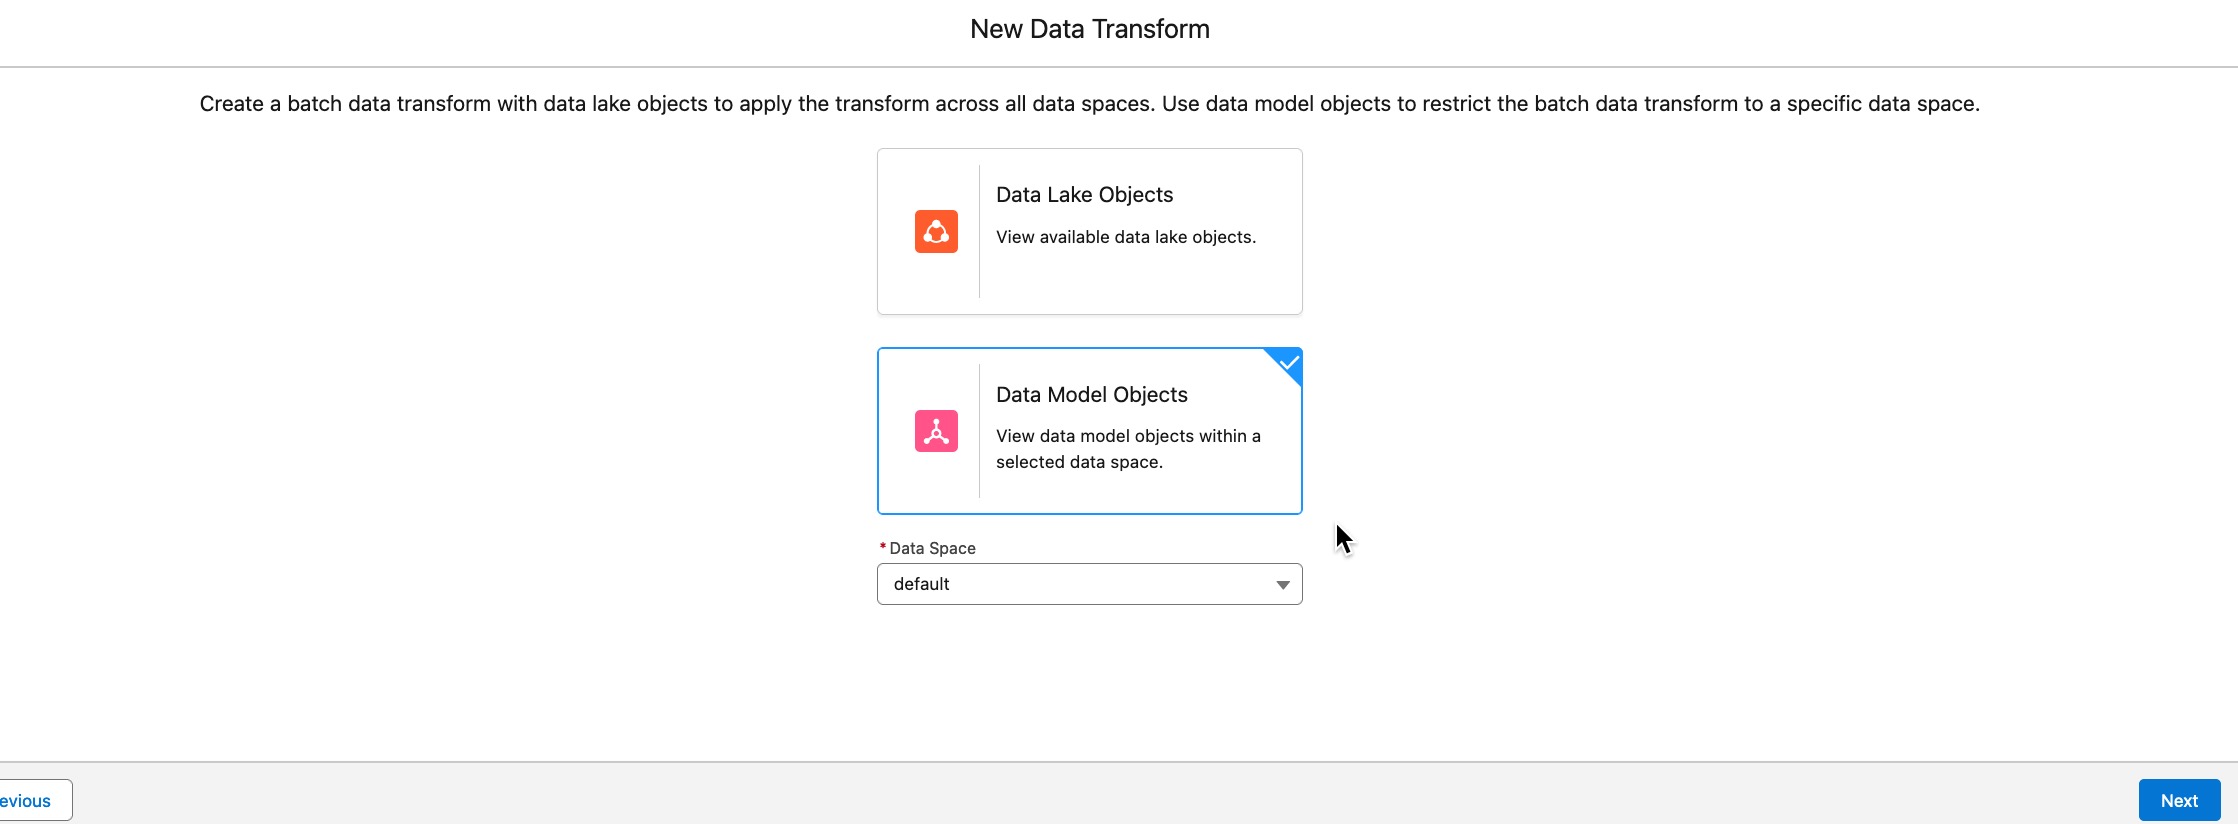 New Data Transform
Create a batch data transform with data lake objects to apply the transform across all data spaces. Use data model objects to restrict the batch data transform to a specific data space.
Data Lake Objects
View available data lake objects.
Data Model Objects
View data model objects within a
selected data space.
* Data Space
default
evious
Next